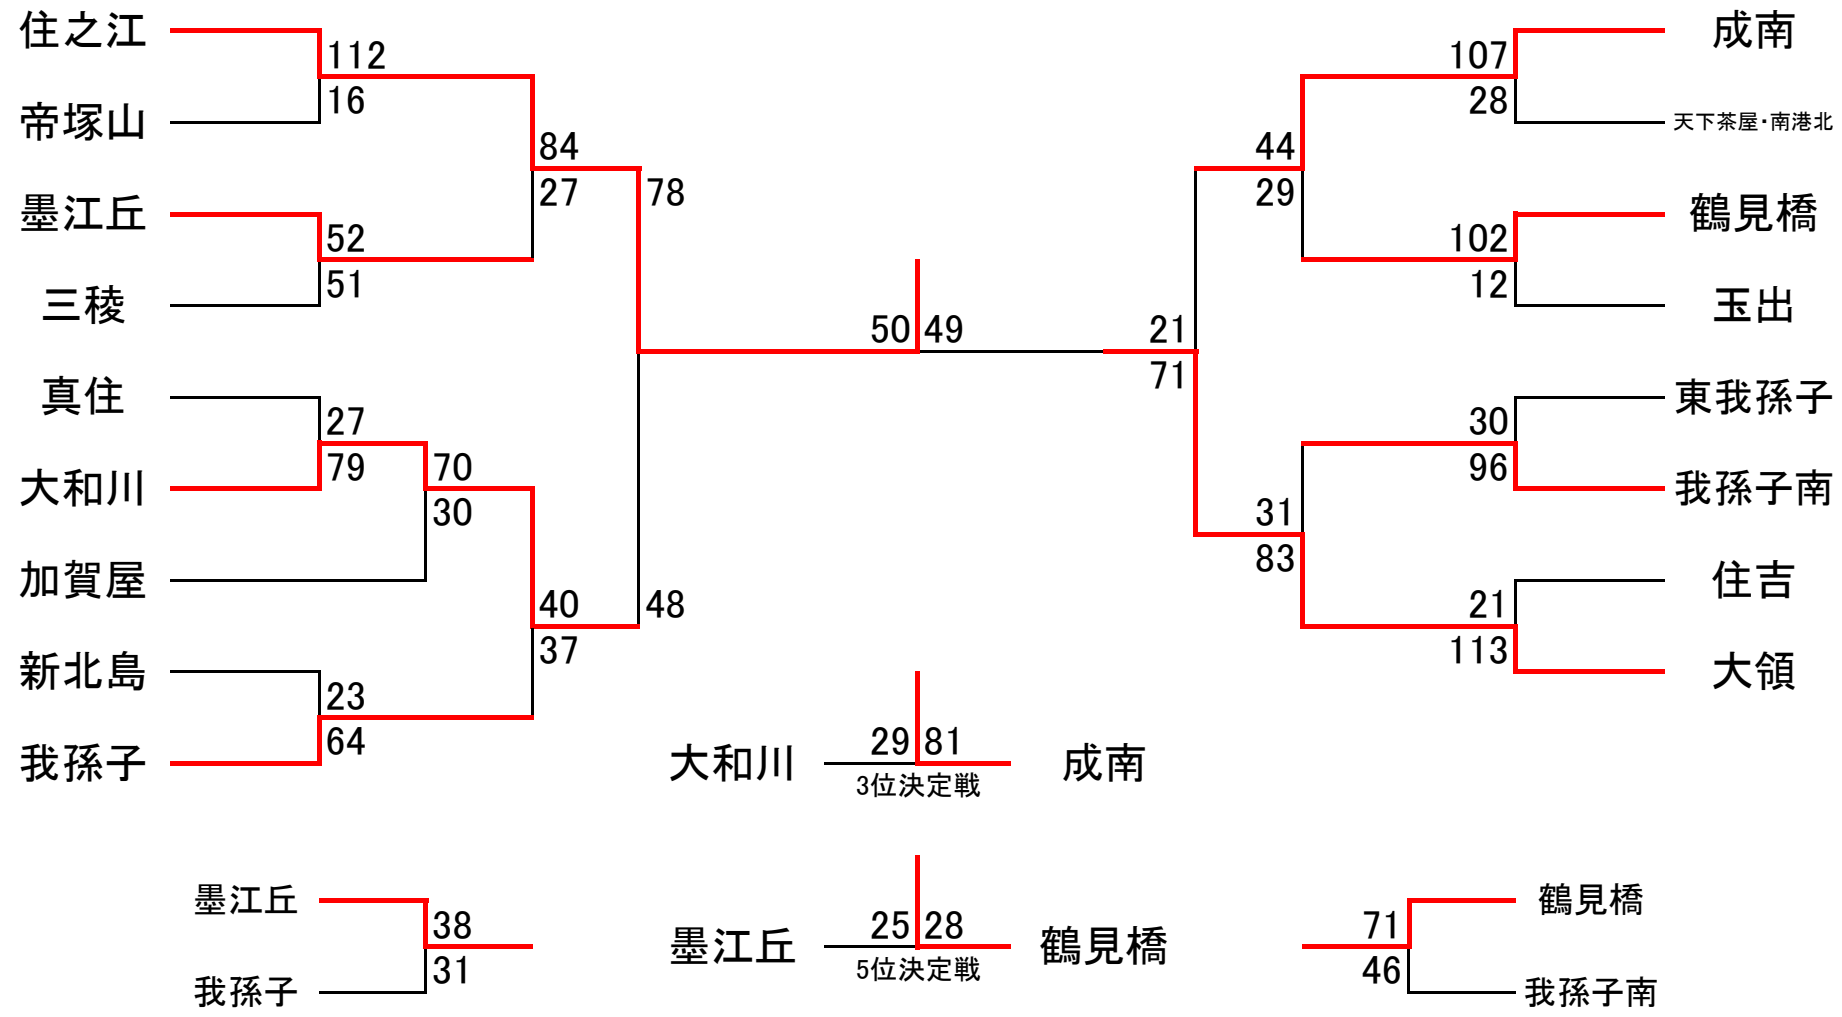 住之江
112
16
帝塚山
84
27
墨江丘
52
51
三稜
78
真住
27
79
大和川
70
30
加賀屋
40
37
48
新北島
23
64
我孫子
50 49
成南
107
28
天下茶屋・南港北
44
29
鶴見橋
102
12
玉出
21
71
東我孫子
30
96
我孫子南
31
83
住吉
21
113
大領
大和川 29 81 成南
3位決定戦
墨江丘
38
31
我孫子
墨江丘 25 28 鶴見橋
5位決定戦
鶴見橋
71
46
我孫子南